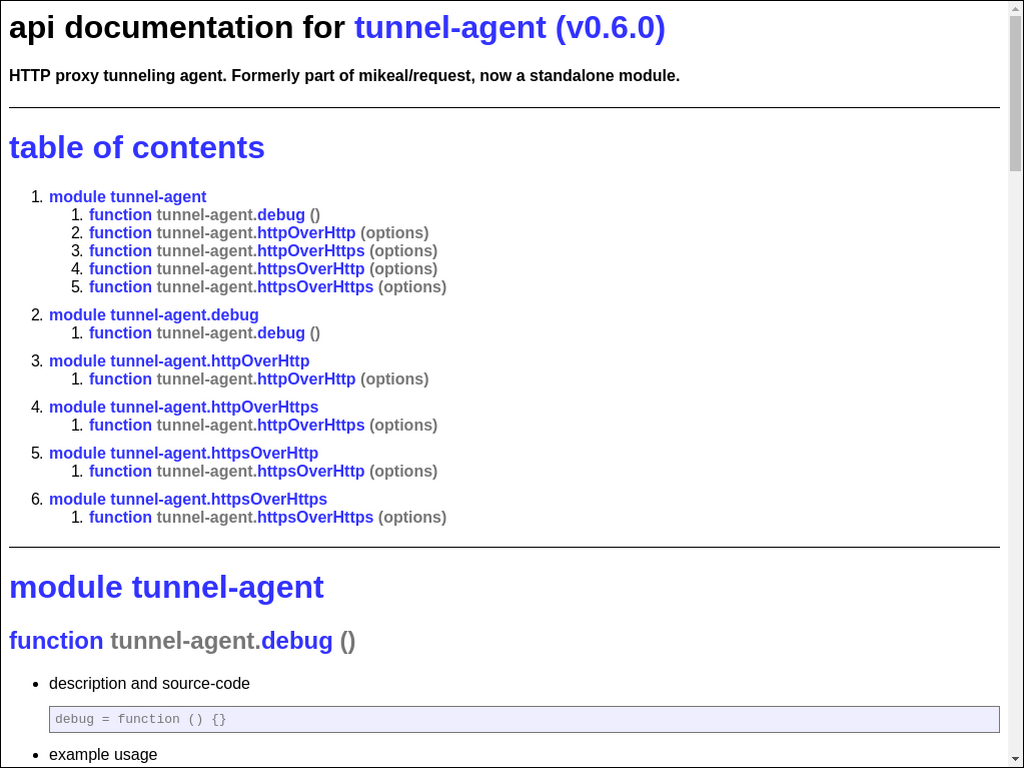 api documentation for tunnel-agent (v0.6.0)
HTTP proxy tunneling agent. Formerly part of mikeal/request, now a standalone module.
table of contents
1. module tunnel-agent
1. function tunnel-agent.debug ()
2. function tunnel-agent.httpOverHttp (options)
3. function tunnel-agent.httpOverHttps (options)
4. function tunnel-agent.httpsOverHttp (options)
5. function tunnel-agent.httpsOverHttps (options)
2. module tunnel-agent.debug
1. function tunnel-agent.debug ()
3. module tunnel-agent.httpOverHttp
1. function tunnel-agent.httpOverHttp (options)
4. module tunnel-agent.httpOverHttps
1. function tunnel-agent.httpOverHttps (options)
5. module tunnel-agent.httpsOverHttp
1. function tunnel-agent.httpsOverHttp (options)
6. module tunnel-agent.httpsOverHttps
1. function tunnel-agent.httpsOverHttps (options)
module tunnel-agent
function tunnel-agent.debug ()
• description and source-code
debug = function () {}
• example usage